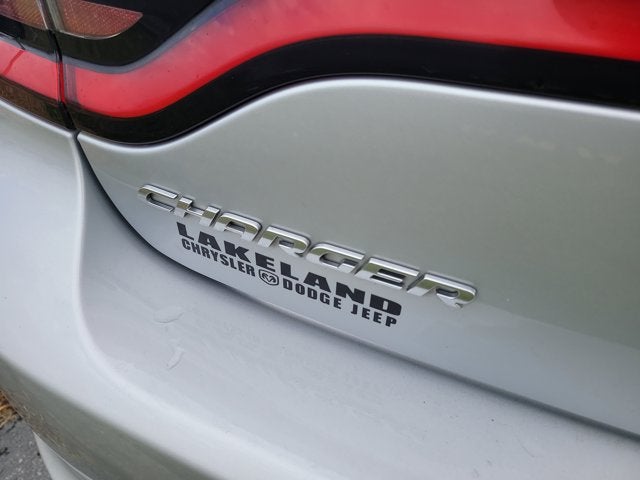 CHARGER
LAKELAND
CHRYSLER DODGE JEEP